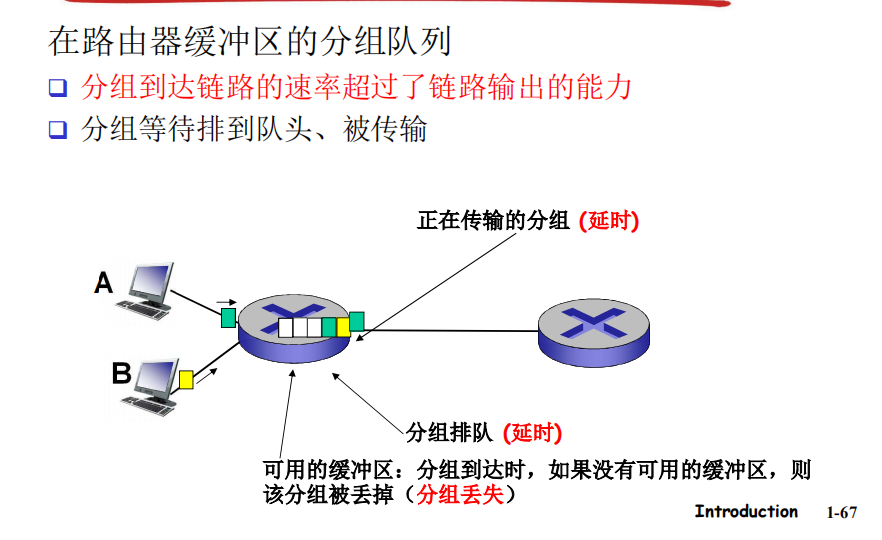 在路由器缓冲区的分组队列
分组到达链路的速率超过了链路输出的能力
分组等待排到队头、被传输
正在传输的分组 (延时)
A
B
分组排队 (延时)
可用的缓冲区：分组到达时，如果没有可用的缓冲区，则
该分组被丢掉（分组丢失）
Introduction 1-67